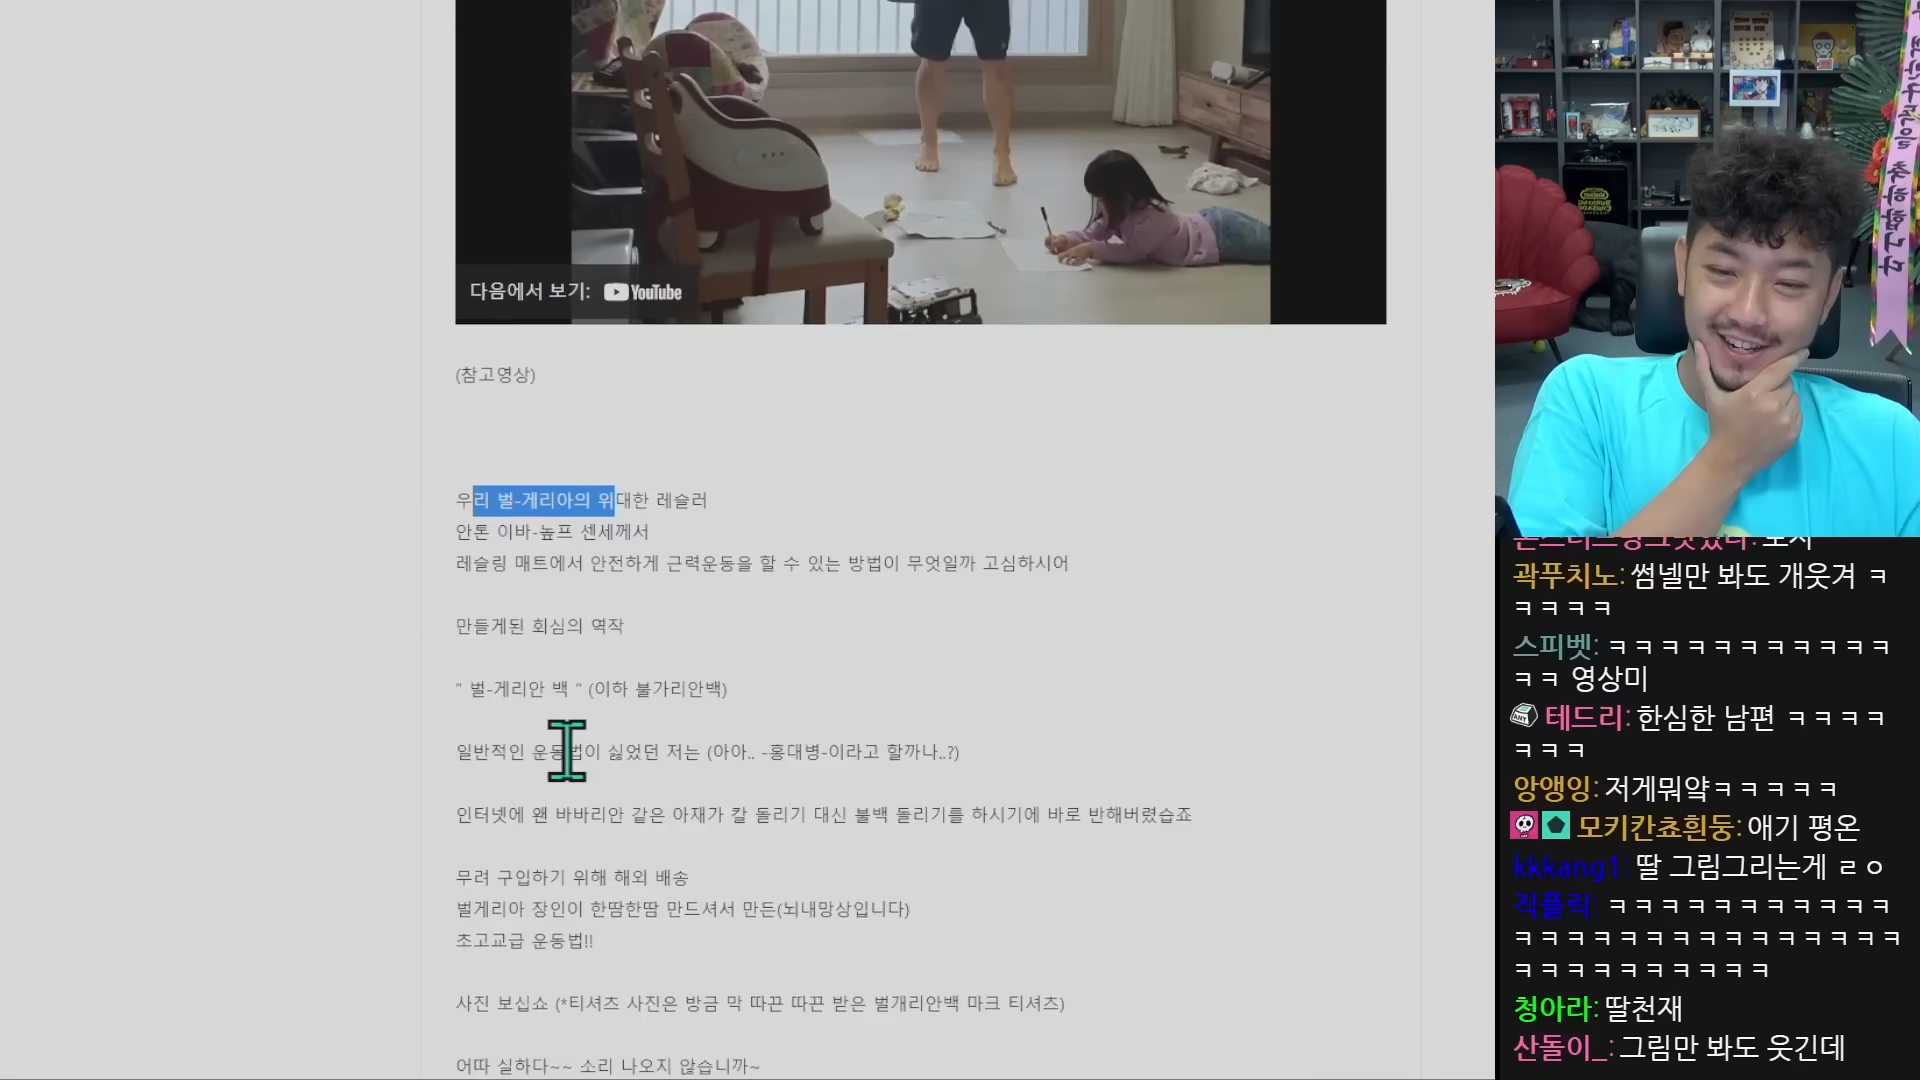 다음에서 보기: YouTube
(참고영상)
우리 벌-게리아의 위대한 레슬러
안톤 이바-높프 센세께서
레슬링 매트에서 안전하게 근력운동을 할 수 있는 방법이 무엇일까 고심하시어
만들게된 회심의 역작
" 벌-게리안 백 " (이하 불가리안백)
일반적인 운동법이 싫었던 저는 (아아.. -홍대병-이라고 할까나..?)
인터넷에 왠 바바리안 같은 아재가 칼 돌리기 대신 불백 돌리기를 하시기에 바로 반해버렸습죠
무려 구입하기 위해 해외 배송
벌게리아 장인이 한땀한땀 만드셔서 만든(뇌내망상입니다)
초고교급 운동법!!
사진 보십쇼 (*티셔츠 사진은 방금 막 따끈 따끈 받은 벌개리안백 마크 티셔츠)
어따 실하다~~ 소리 나오지 않습니까~
곽푸치노: 썸넬만 봐도 개웃겨 ㅋ
ㅋㅋㅋㅋ
스피벳: ㅋㅋㅋㅋㅋㅋㅋㅋㅋㅋㅋ
ㅋㅋ 영상미
테드리: 한심한 남편 ㅋㅋㅋㅋ
ㅋㅋㅋ
앙앵잉: 저게뭐얔ㅋㅋㅋㅋㅋ
모키칸쵸흰둥: 애기 평온
kkkang1: 딸 그림그리는게 ㄹㅇ
직플릭: ㅋㅋㅋㅋㅋㅋㅋㅋㅋㅋㅋ
ㅋㅋㅋㅋㅋㅋㅋㅋㅋㅋㅋㅋㅋㅋㅋ
ㅋㅋㅋㅋㅋㅋㅋㅋㅋㅋ
청아라: 딸천재
산돌이_: 그림만 봐도 웃긴데